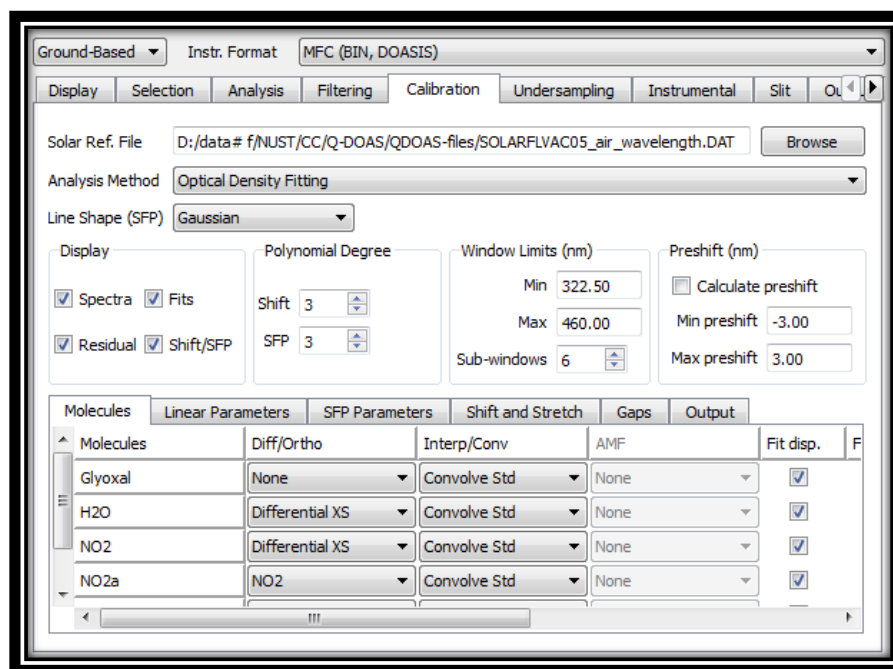 Ground-Based Instr. Format MFC (BIN, DOASIS)
Display Selection Analysis Filtering Calibration Undersampling Instrumental Slit
Solar Ref. File D:/data# f/NUST/CC/Q-DOAS/QDOAS-files/SOLARFLVAC05_air_wavelength.DAT Browse
Analysis Method Optical Density Fitting
Line Shape (SFP) Gaussian
Display Polynomial Degree Window Limits (nm) Preshift (nm)
Spectra Fits Shift 3 Min 322.50 Calculate preshift
Max 460.00 Min preshift -3.00
Residual Shift/SFP SFP 3 Sub-windows 6 Max preshift 3.00
Molecules Linear Parameters SFP Parameters Shift and Stretch Gaps Output
Molecules Diff/Ortho Interp/Conv AMF Fit disp. F
Glyoxal None Convolve Std None
H2O Differential XS Convolve Std None
NO2 Differential XS Convolve Std None
NO2a NO2 Convolve Std None